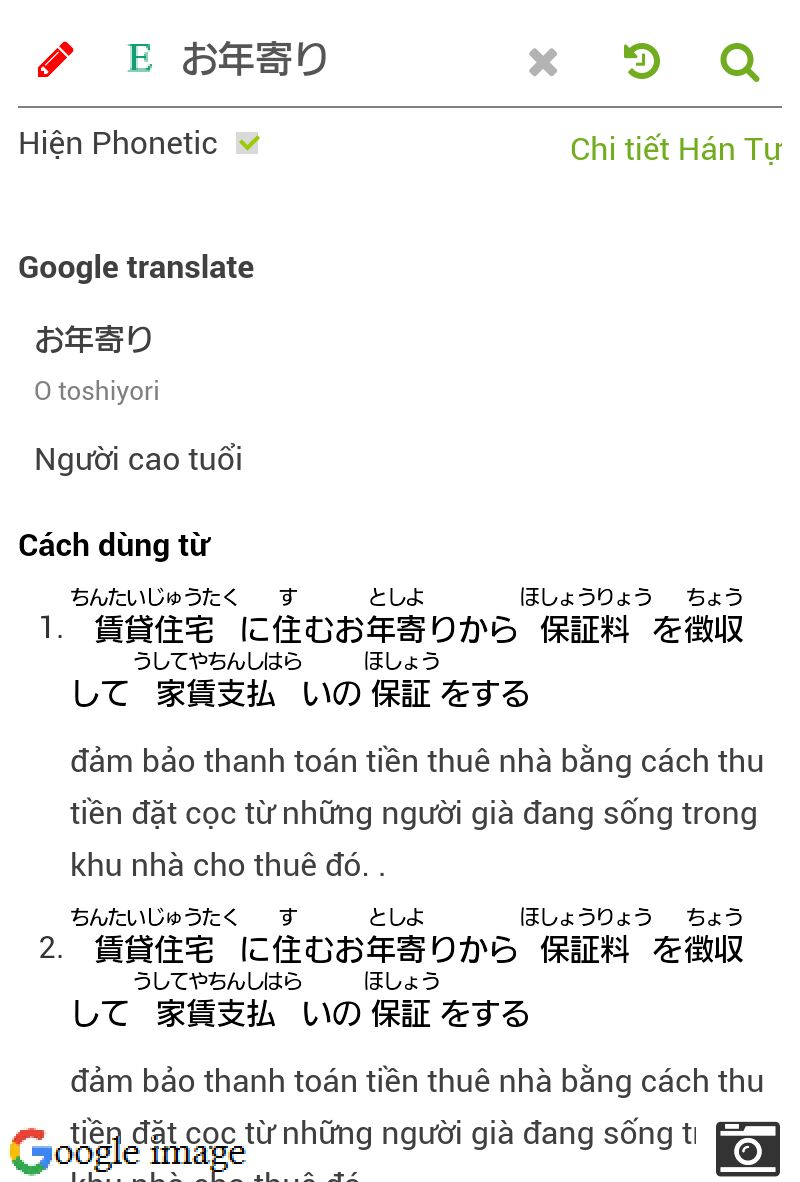 E お年寄り
Hiện Phonetic
Chi tiết Hán Tự
Google translate
お年寄り
O toshiyori
Người cao tuổi
Cách dùng từ
ちんたいじゅうたく す としよ ほしょうりょう ちょう
1. 賃貸住宅 に住むお年寄りから 保証料 を徴収
うしてやちんしはら ほしょう
して 家賃支払 いの 保証 をする
đảm bảo thanh toán tiền thuê nhà bằng cách thu
tiền đặt cọc từ những người già đang sống trong
khu nhà cho thuê đó. .
ちんたいじゅうたく す としよ ほしょうりょう ちょう
2. 賃貸住宅 に住むお年寄りから 保証料 を徴収
うしてやちんしはら ほしょう
して 家賃支払 いの 保証 をする
đảm bảo thanh toán tiền thuê nhà bằng cách thu
tiền đặt cọc từ những người già đang sống
Google image
khu nhà cho thuê đó